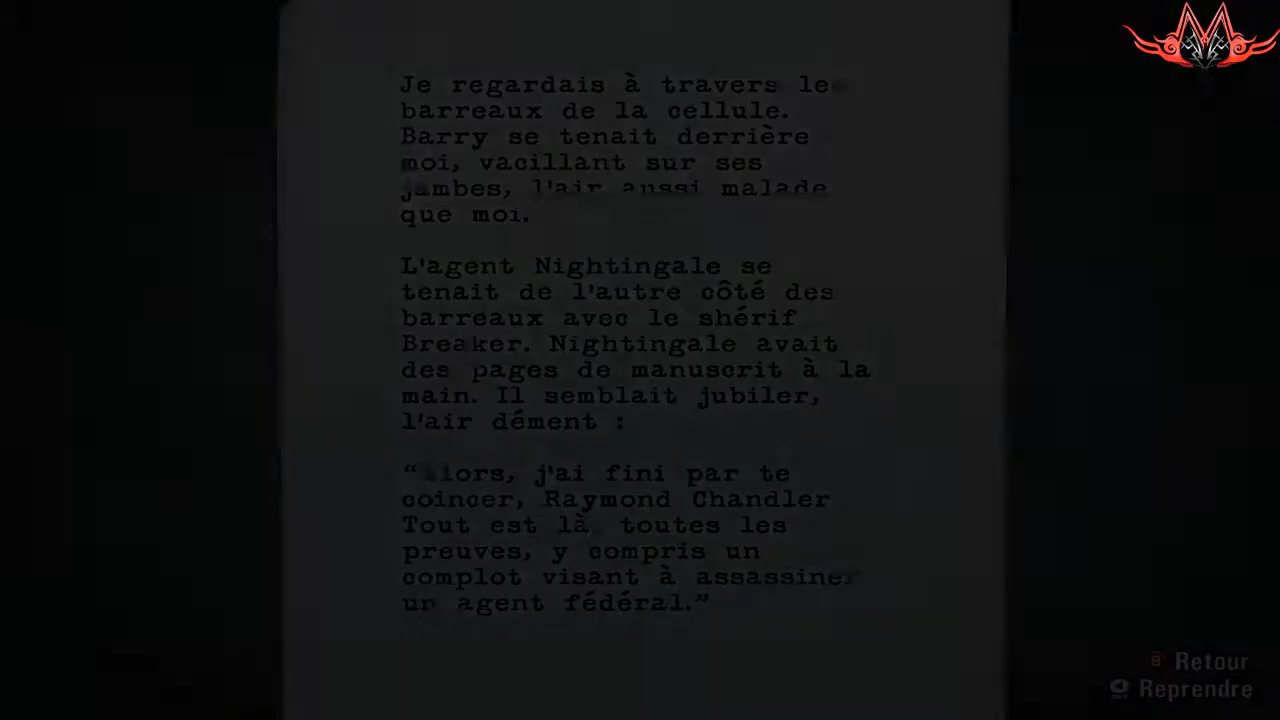 Je regardais à travers les
barreaux de la cellule.
Barry se tenait derrière
moi, vacillant sur ses
jambes, l'air aussi malade
que moi.
L'agent Nightingale se
tenait de l'autre côté des
barreaux avec le shérif
Breaker. Nightingale avait
des pages de manuscrit à la
main. Il semblait jubiler,
l'air dément :
“Alors, j'ai fini par te
coincer, Raymond Chandler
Tout est là, toutes les
preuves, y compris un
complot visant à assassiner
un agent fédéral.”
Retour
Reprendre